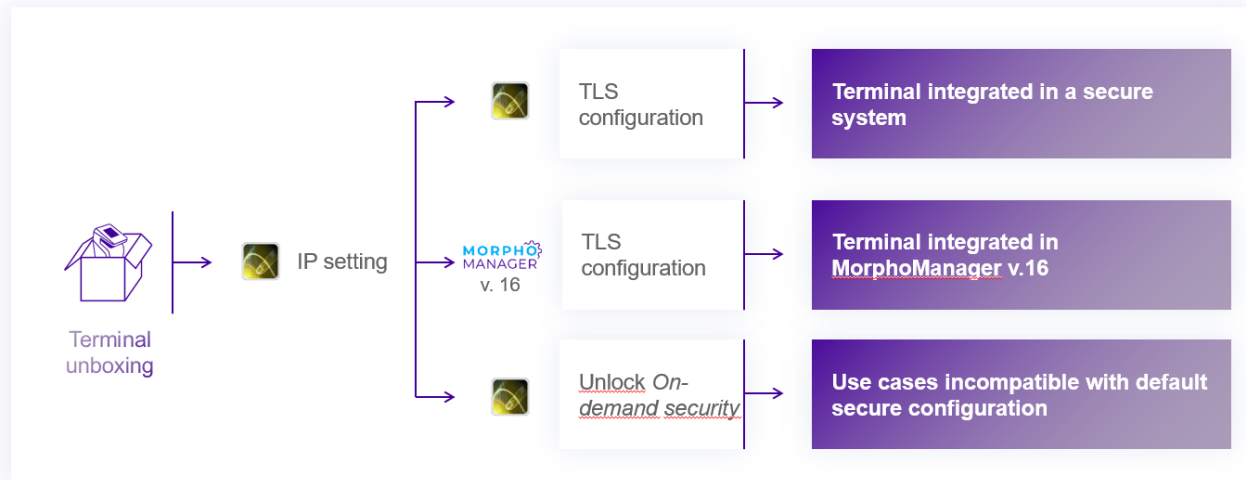 TLS
configuration
Terminal integrated in a secure
system
Terminal
unboxing
IP setting
MORPHO
MANAGER
v. 16
TLS
configuration
Terminal integrated in
MorphoManager v.16
Unlock On-
demand security
Use cases incompatible with default
secure configuration